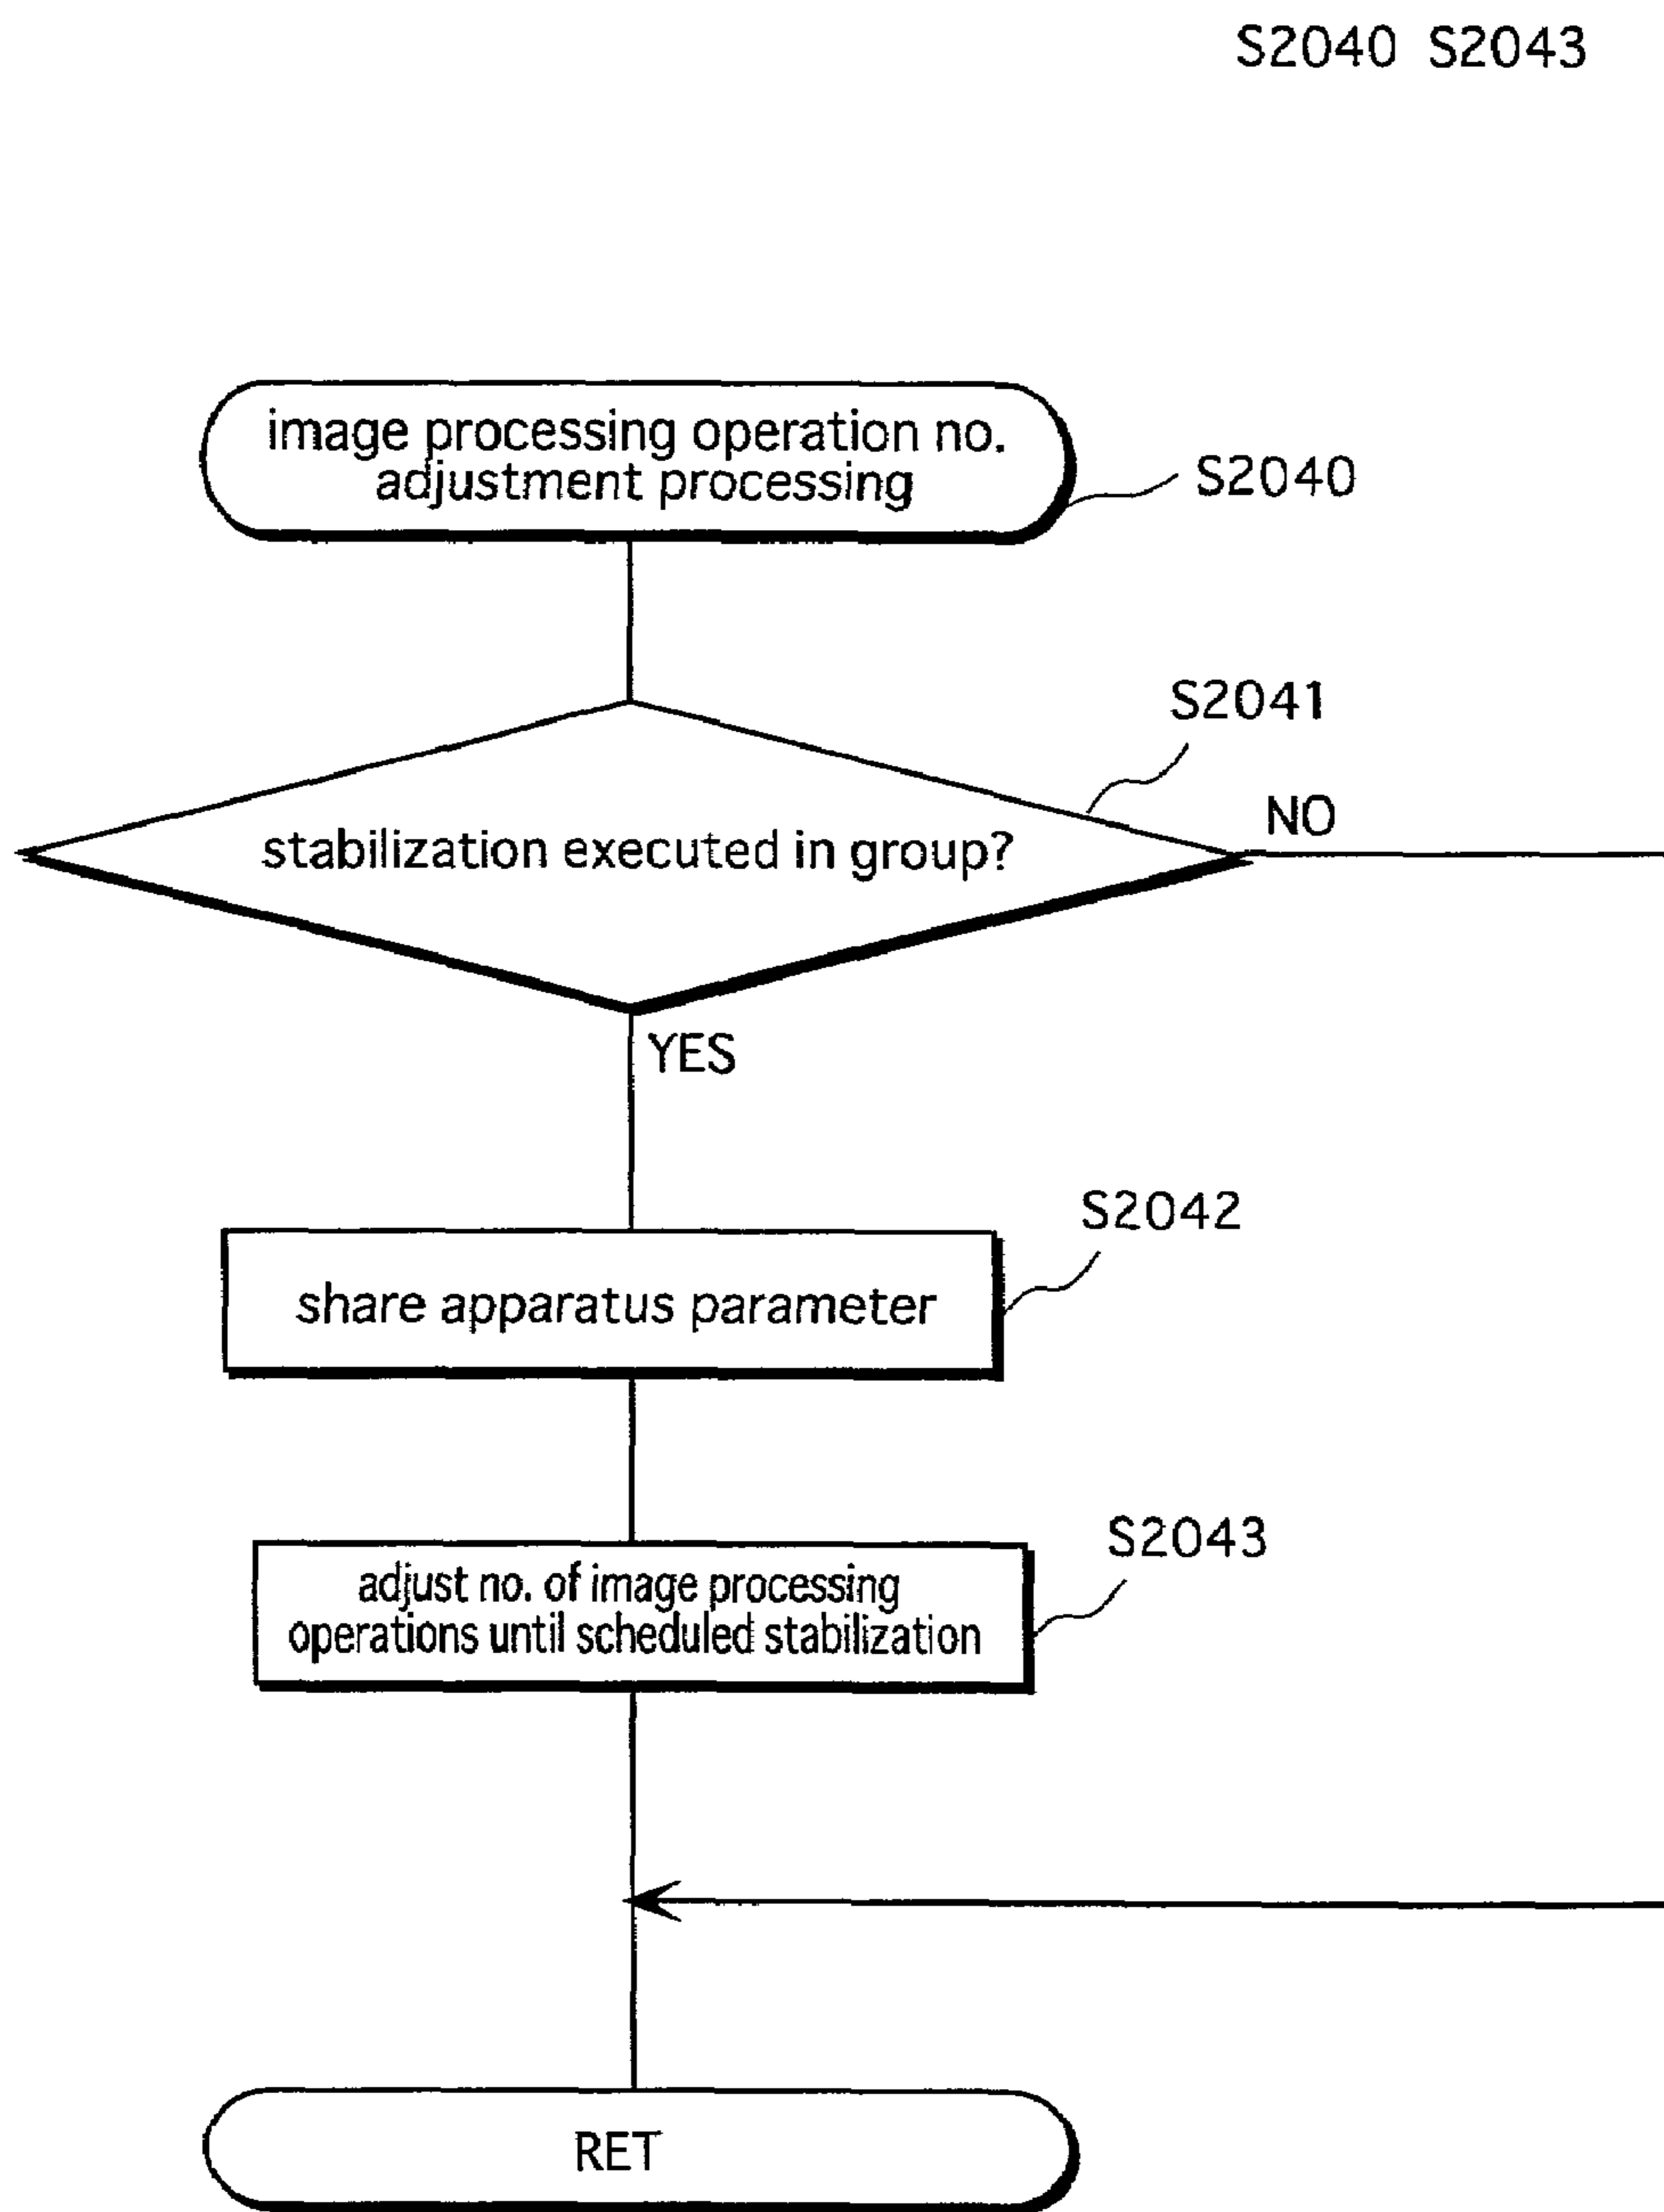 S2040 S2043
image processing operation no.
adjustment processing
S2040
S2041
NO
stabilization executed in group?
YES
S2042
share apparatus parameter
S2043
adjust no. of image processing
operations until scheduled stabilization
RET